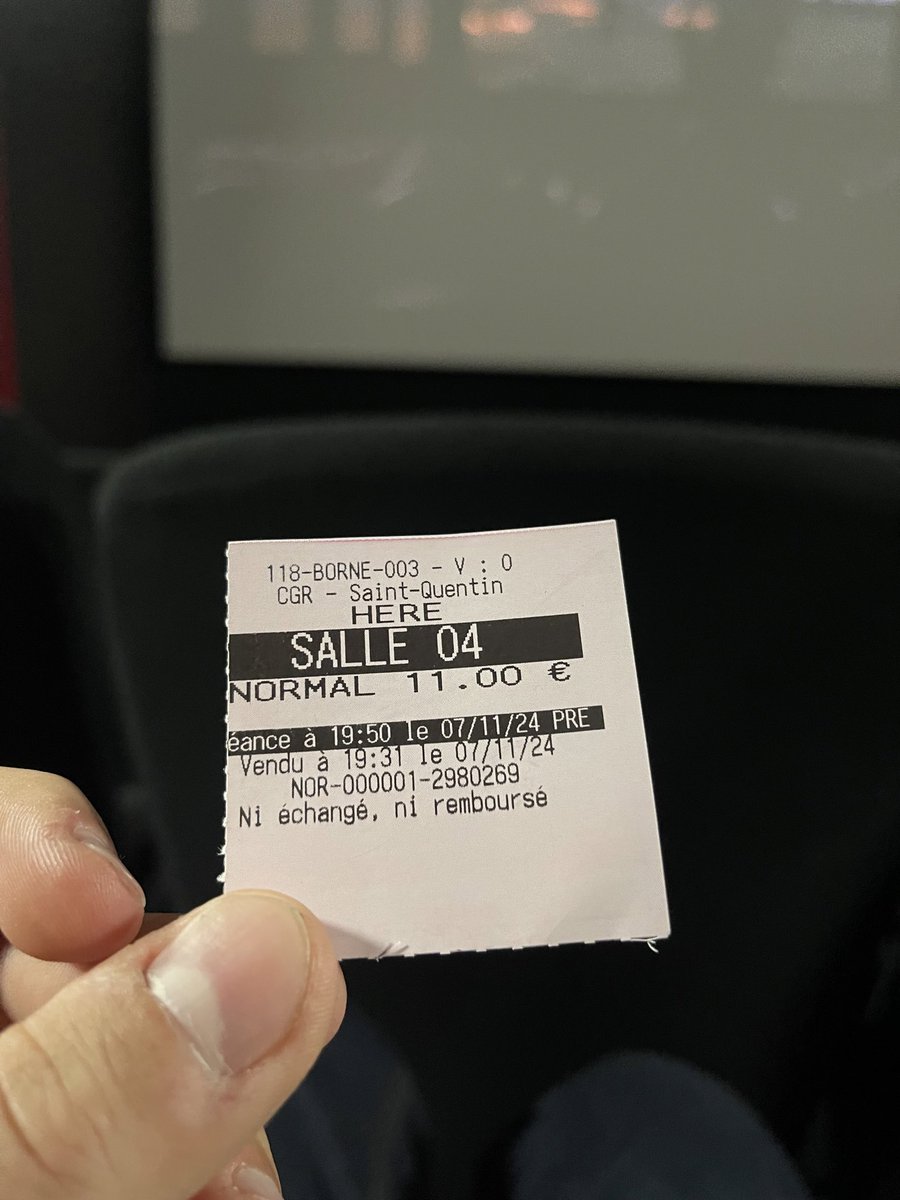 118-BORNE-003 - V : 0
CGR - Saint-Quentin
HERE
SALLE 04
NORMAL 11.00 €
éance à 19:50 le 07/11/24 PRE
Vendu à 19:31 le 07/11/24
NOR-000001-2980269
Ni échangé, ni remboursé